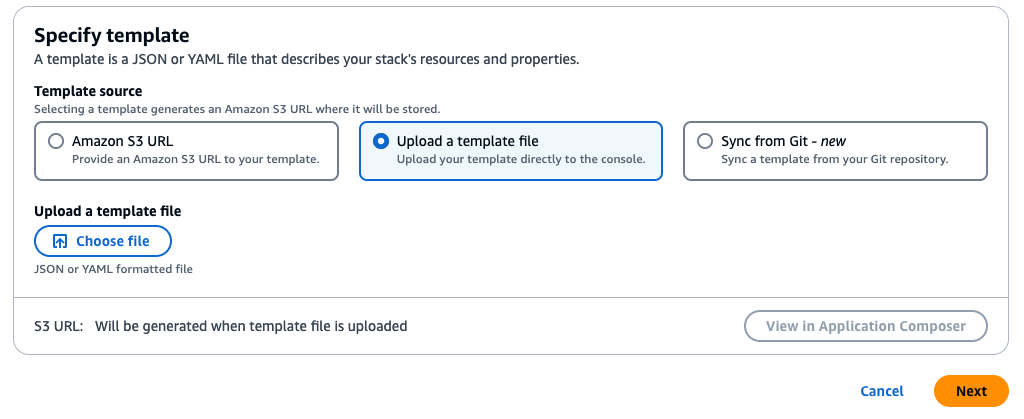 Specify template
A template is a JSON or YAML file that describes your stack's resources and properties.
Template source
Selecting a template generates an Amazon S3 URL where it will be stored.
Amazon S3 URL
Provide an Amazon S3 URL to your template.
Upload a template file
Upload your template directly to the console.
Sync from Git - new
Sync a template from your Git repository.
Upload a template file
Choose file
JSON or YAML formatted file
S3 URL: Will be generated when template file is uploaded
View in Application Composer
Cancel
Next